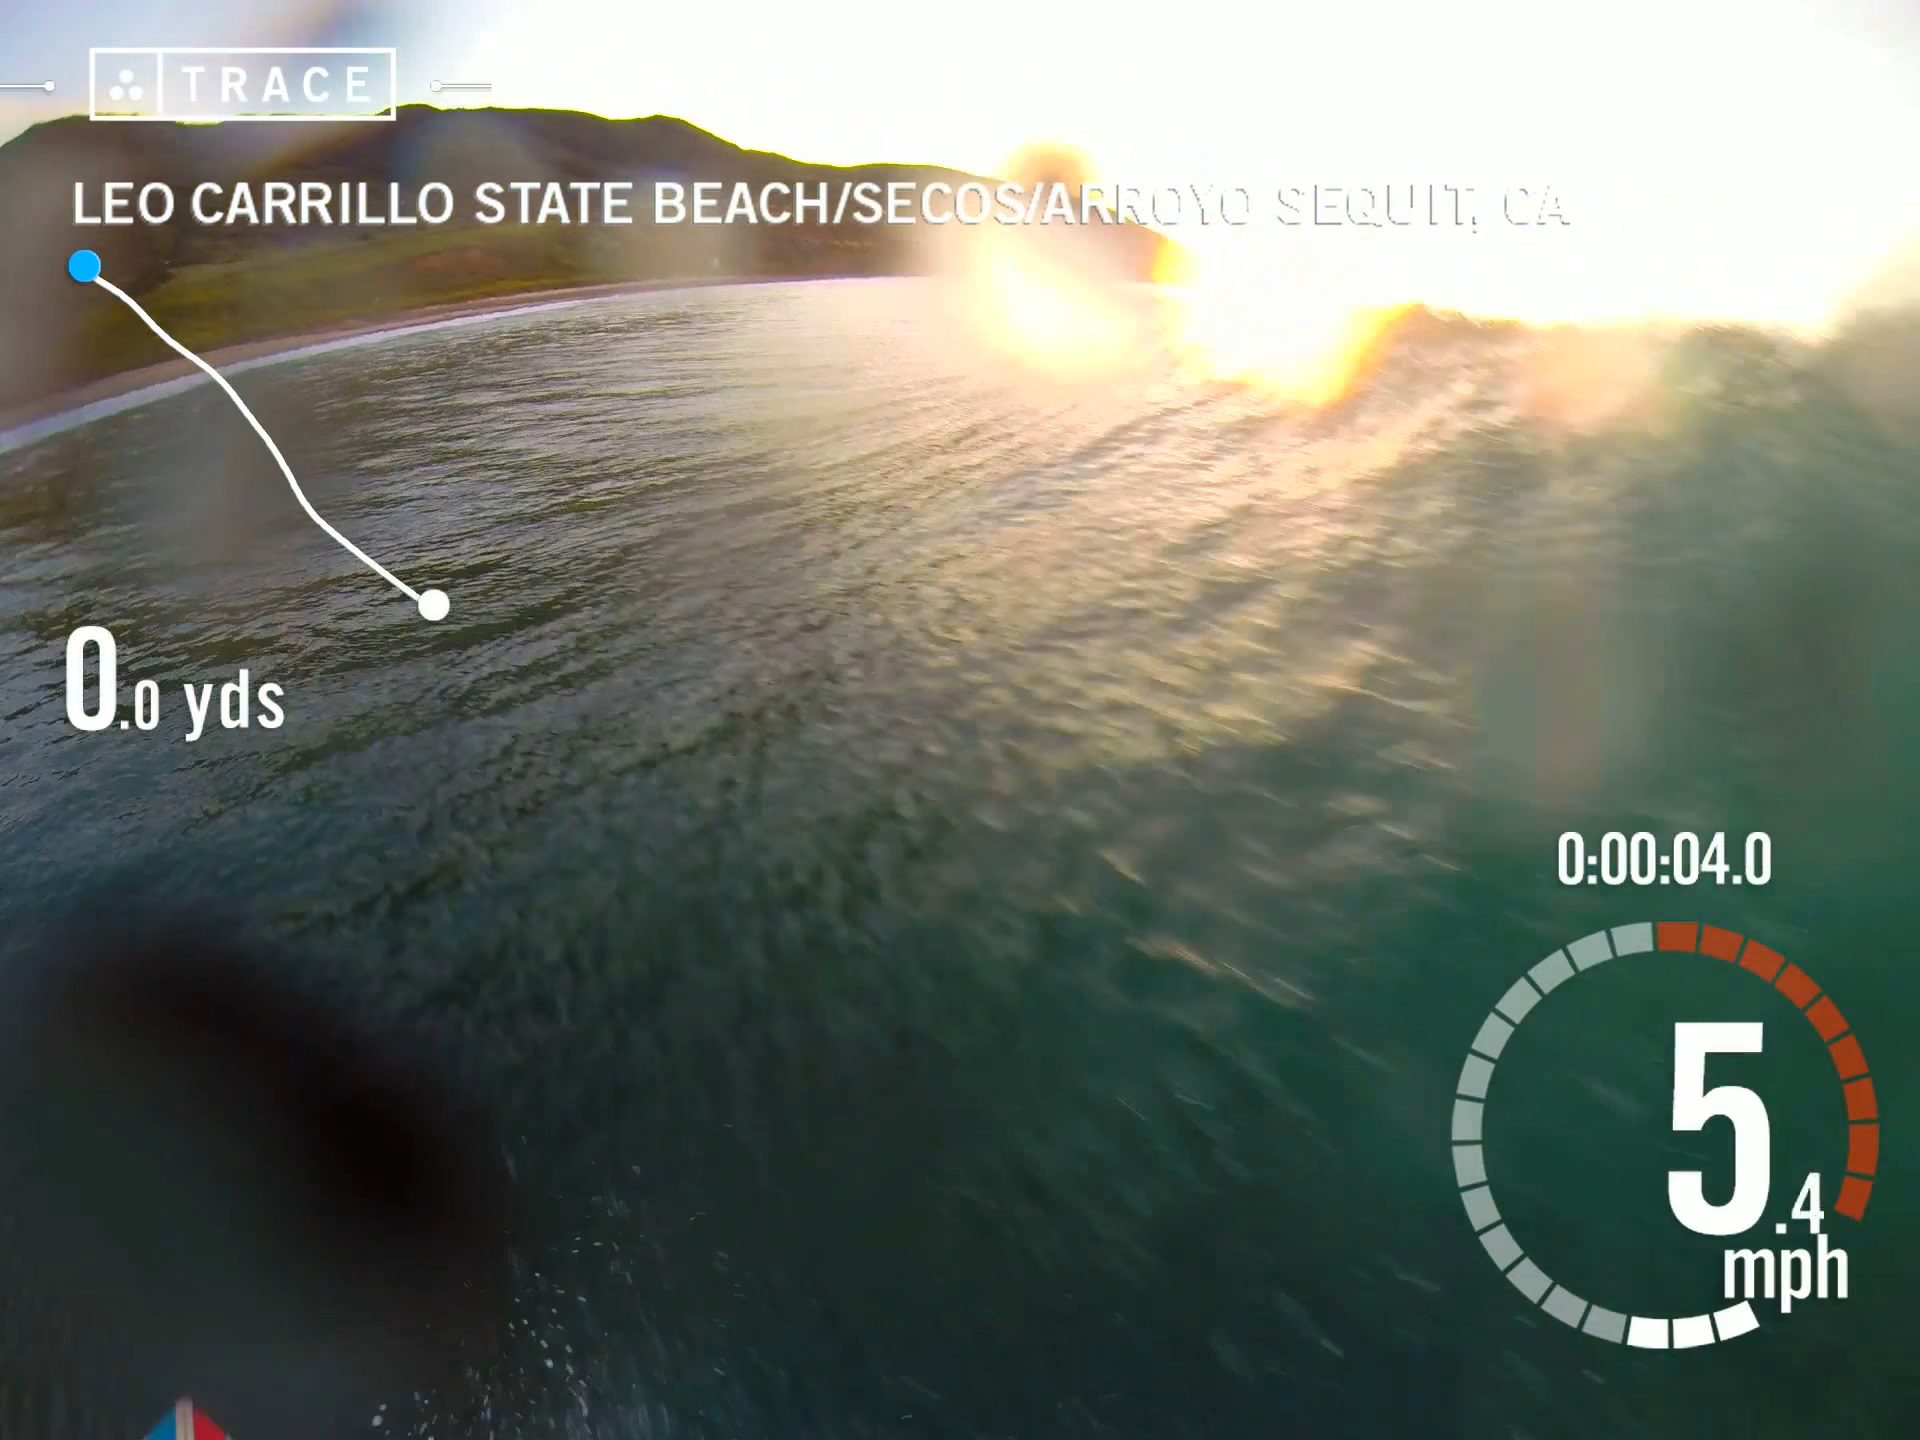 TRACE
LEO CARRILLO STATE BEACH/SECOS/ARROYO SEQUIT, CA
0.0 yds
0:00:04.0
5.4
mph